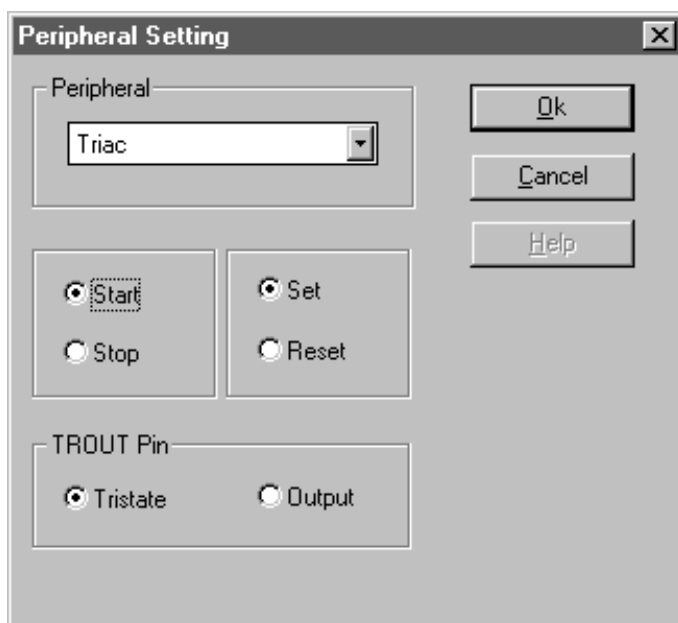 Peripheral Setting
Peripheral
Triac
Ok
Cancel
Help
Start
Stop
Set
Reset
TROUT Pin
Tristate
Output